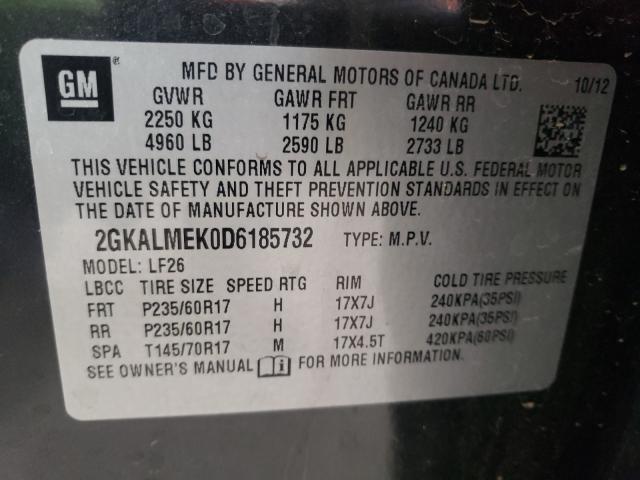 GM ®
MFD BY GENERAL MOTORS OF CANADA LTD. 10/12
GVWR GAWR FRT GAWR RR
2250 KG 1175 KG 1240 KG
4960 LB 2590 LB 2733 LB
THIS VEHICLE CONFORMS TO ALL APPLICABLE U.S. FEDERAL MOTOR
VEHICLE SAFETY AND THEFT PREVENTION STANDARDS IN EFFECT ON
THE DATE OF MANUFACTURE SHOWN ABOVE.
2GKALMEK0D6185732 TYPE: M.P.V.
MODEL: LF26
LBCC TIRE SIZE SPEED RTG RIM COLD TIRE PRESSURE
FRT P235/60R17 H 17X7J 240KPA(35PSI)
RR P235/60R17 H 17X7J 240KPA(35PSI)
SPA T145/70R17 M 17X4.5T 420KPA(60PSI)
SEE OWNER'S MANUAL i FOR MORE INFORMATION.